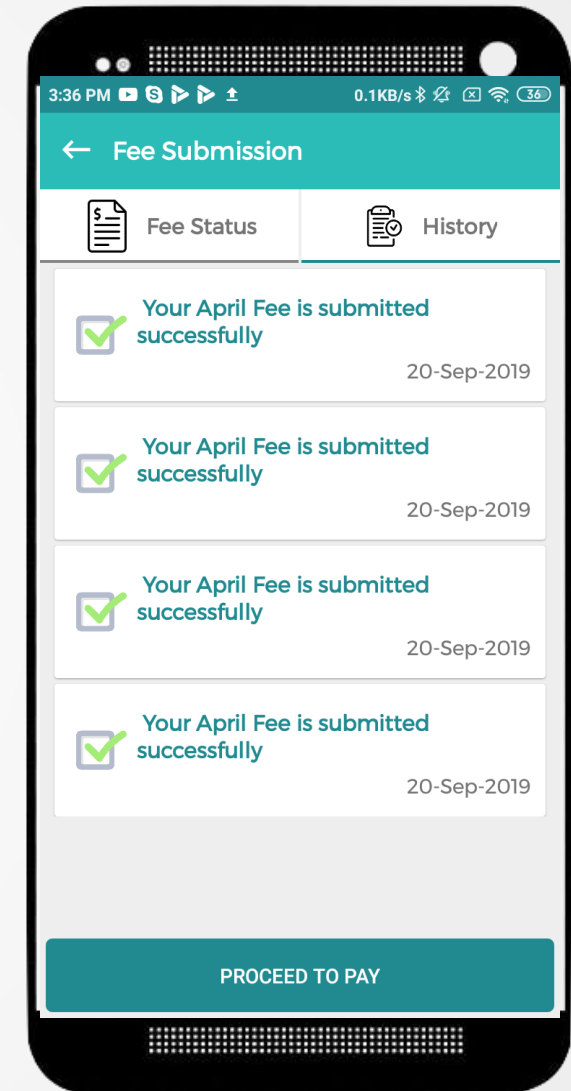 3:36 PM 0.1KB/s 36
Fee Submission
Fee Status History
Your April Fee is submitted
successfully
20-Sep-2019
Your April Fee is submitted
successfully
20-Sep-2019
Your April Fee is submitted
successfully
20-Sep-2019
Your April Fee is submitted
successfully
20-Sep-2019
PROCEED TO PAY